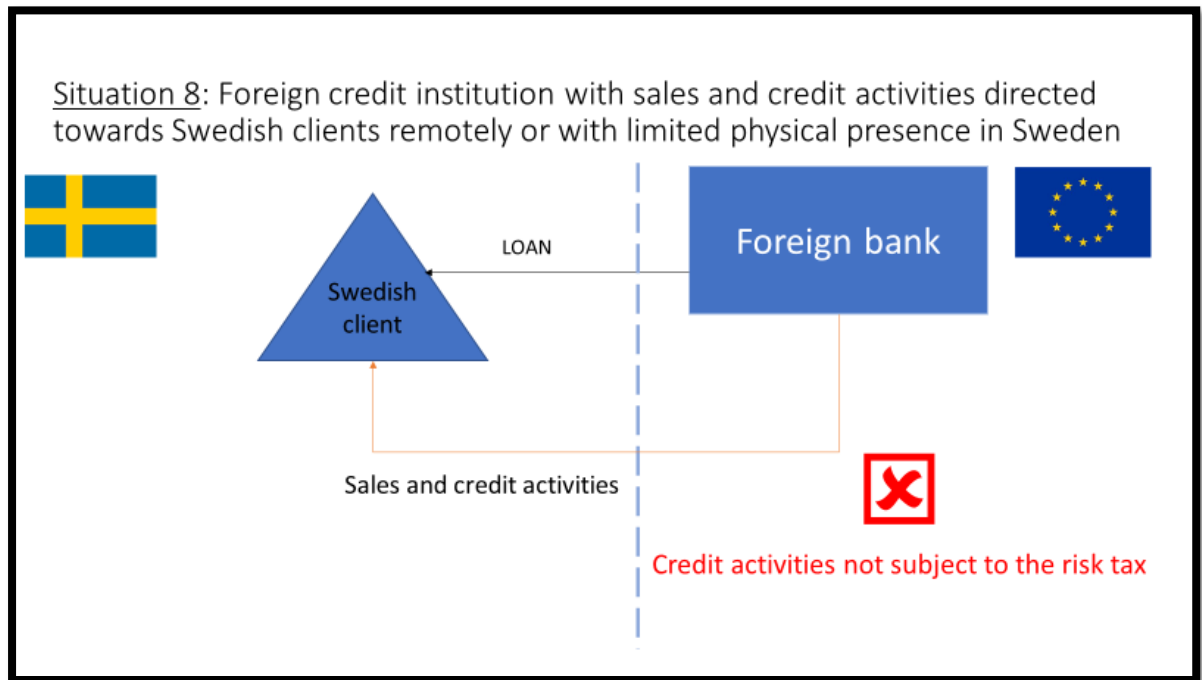 Situation 8: Foreign credit institution with sales and credit activities directed
towards Swedish clients remotely or with limited physical presence in Sweden
LOAN
Foreign bank
Swedish
client
Sales and credit activities
Credit activities not subject to the risk tax